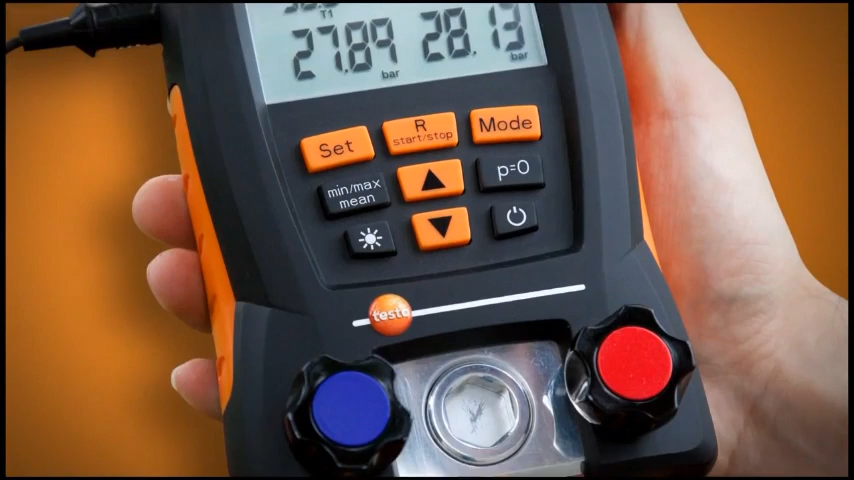 T1
27.89 28.13
bar bar
Set R Mode
start/stop
min/max
mean
p=0
testo